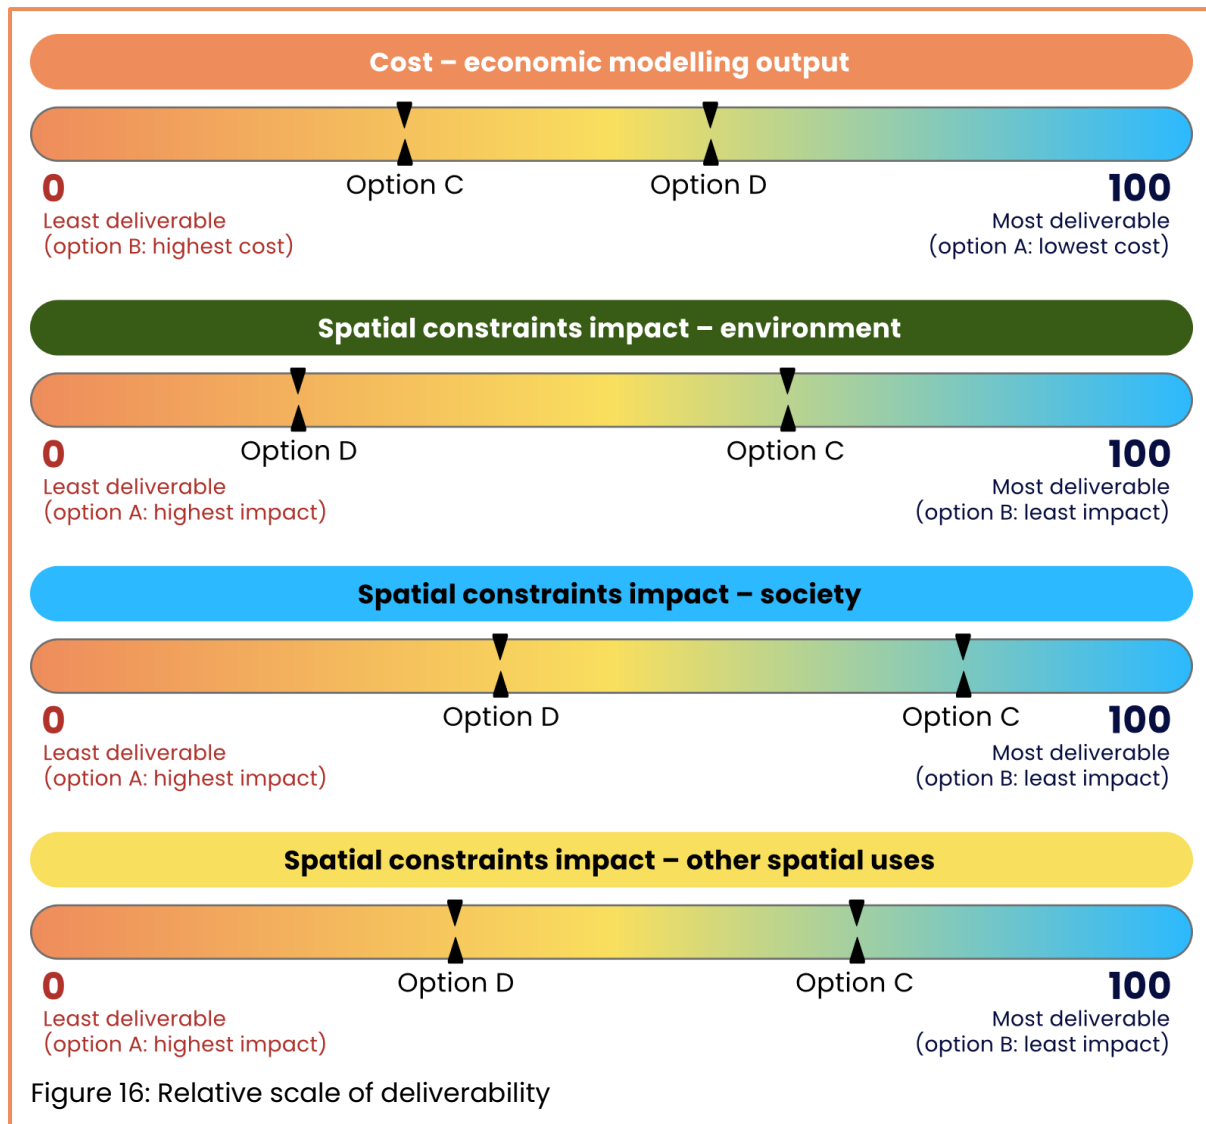 Cost – economic modelling output
Option C
Option D
0
100
Least deliverable
(option B: highest cost)
Most deliverable
(option A: lowest cost)
Spatial constraints impact – environment
Option D
Option C
0
100
Least deliverable
(option A: highest impact)
Most deliverable
(option B: least impact)
Spatial constraints impact – society
Option D
Option C
0
100
Least deliverable
(option A: highest impact)
Most deliverable
(option B: least impact)
Spatial constraints impact – other spatial uses
Option D
Option C
0
100
Least deliverable
(option A: highest impact)
Most deliverable
(option B: least impact)
Figure 16: Relative scale of deliverability